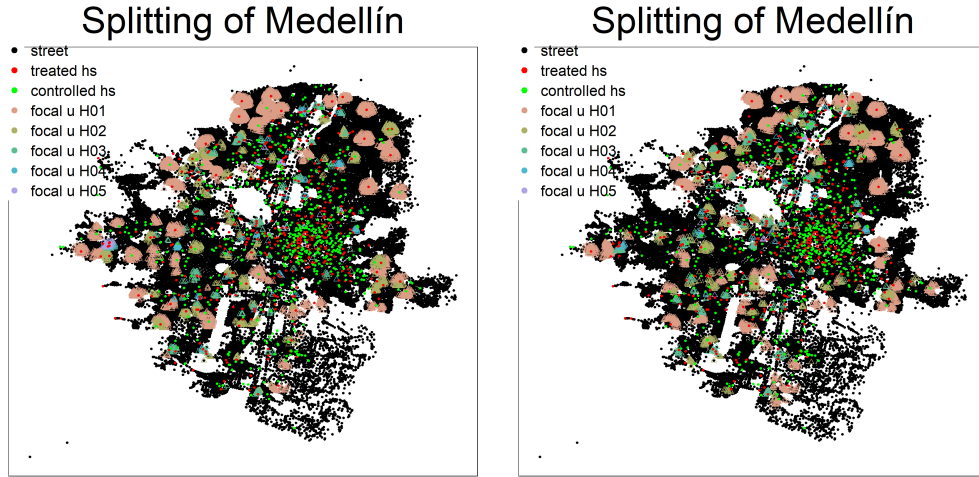 Splitting of Medellín
street
treated hs
controlled hs
focal u H01
focal u H02
focal u H03
focal u H04
focal u H05
Splitting of Medellín
street
treated hs
controlled hs
focal u H01
focal u H02
focal u H03
focal u H04
focal u H05